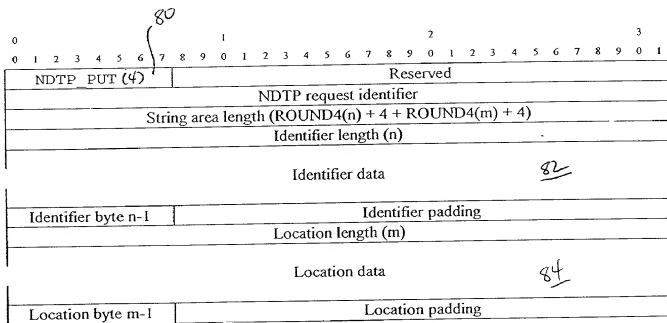 80
0 1 2 3
0 1 2 3 4 5 6 7 8 9 0 1 2 3 4 5 6 7 8 9 0 1 2 3 4 5 6 7 8 9 0 1
NDTP_PUT (4) Reserved
NDTP request identifier
String area length (ROUND4(n) + 4 + ROUND4(m) + 4)
Identifier length (n)
Identifier data 82
Identifier byte n-1 Identifier padding
Location length (m)
Location data 84
Location byte m-1 Location padding